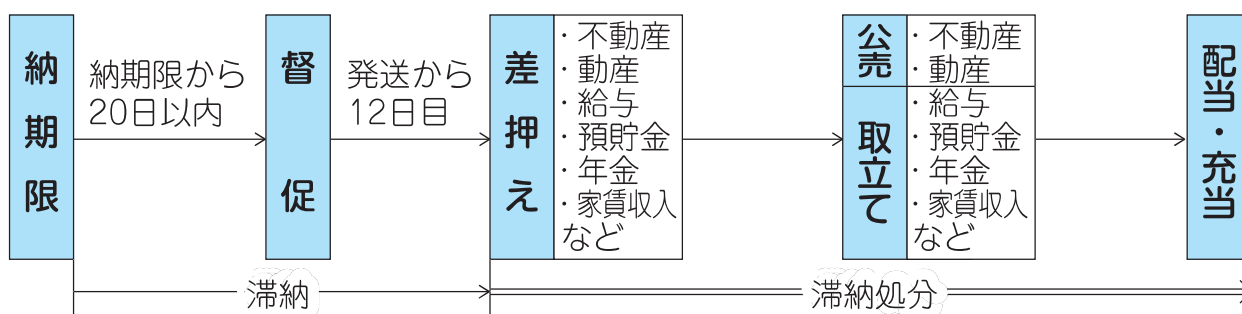 納期限
納期限から
20日以内
督促
発送から
12日目
差押え
・不動産
・動産
・給与
・預貯金
・年金
・家賃収入
など
公売
・不動産
・動産
取立て
・給与
・預貯金
・年金
・家賃収入
など
配当・充当
滞納
滞納処分